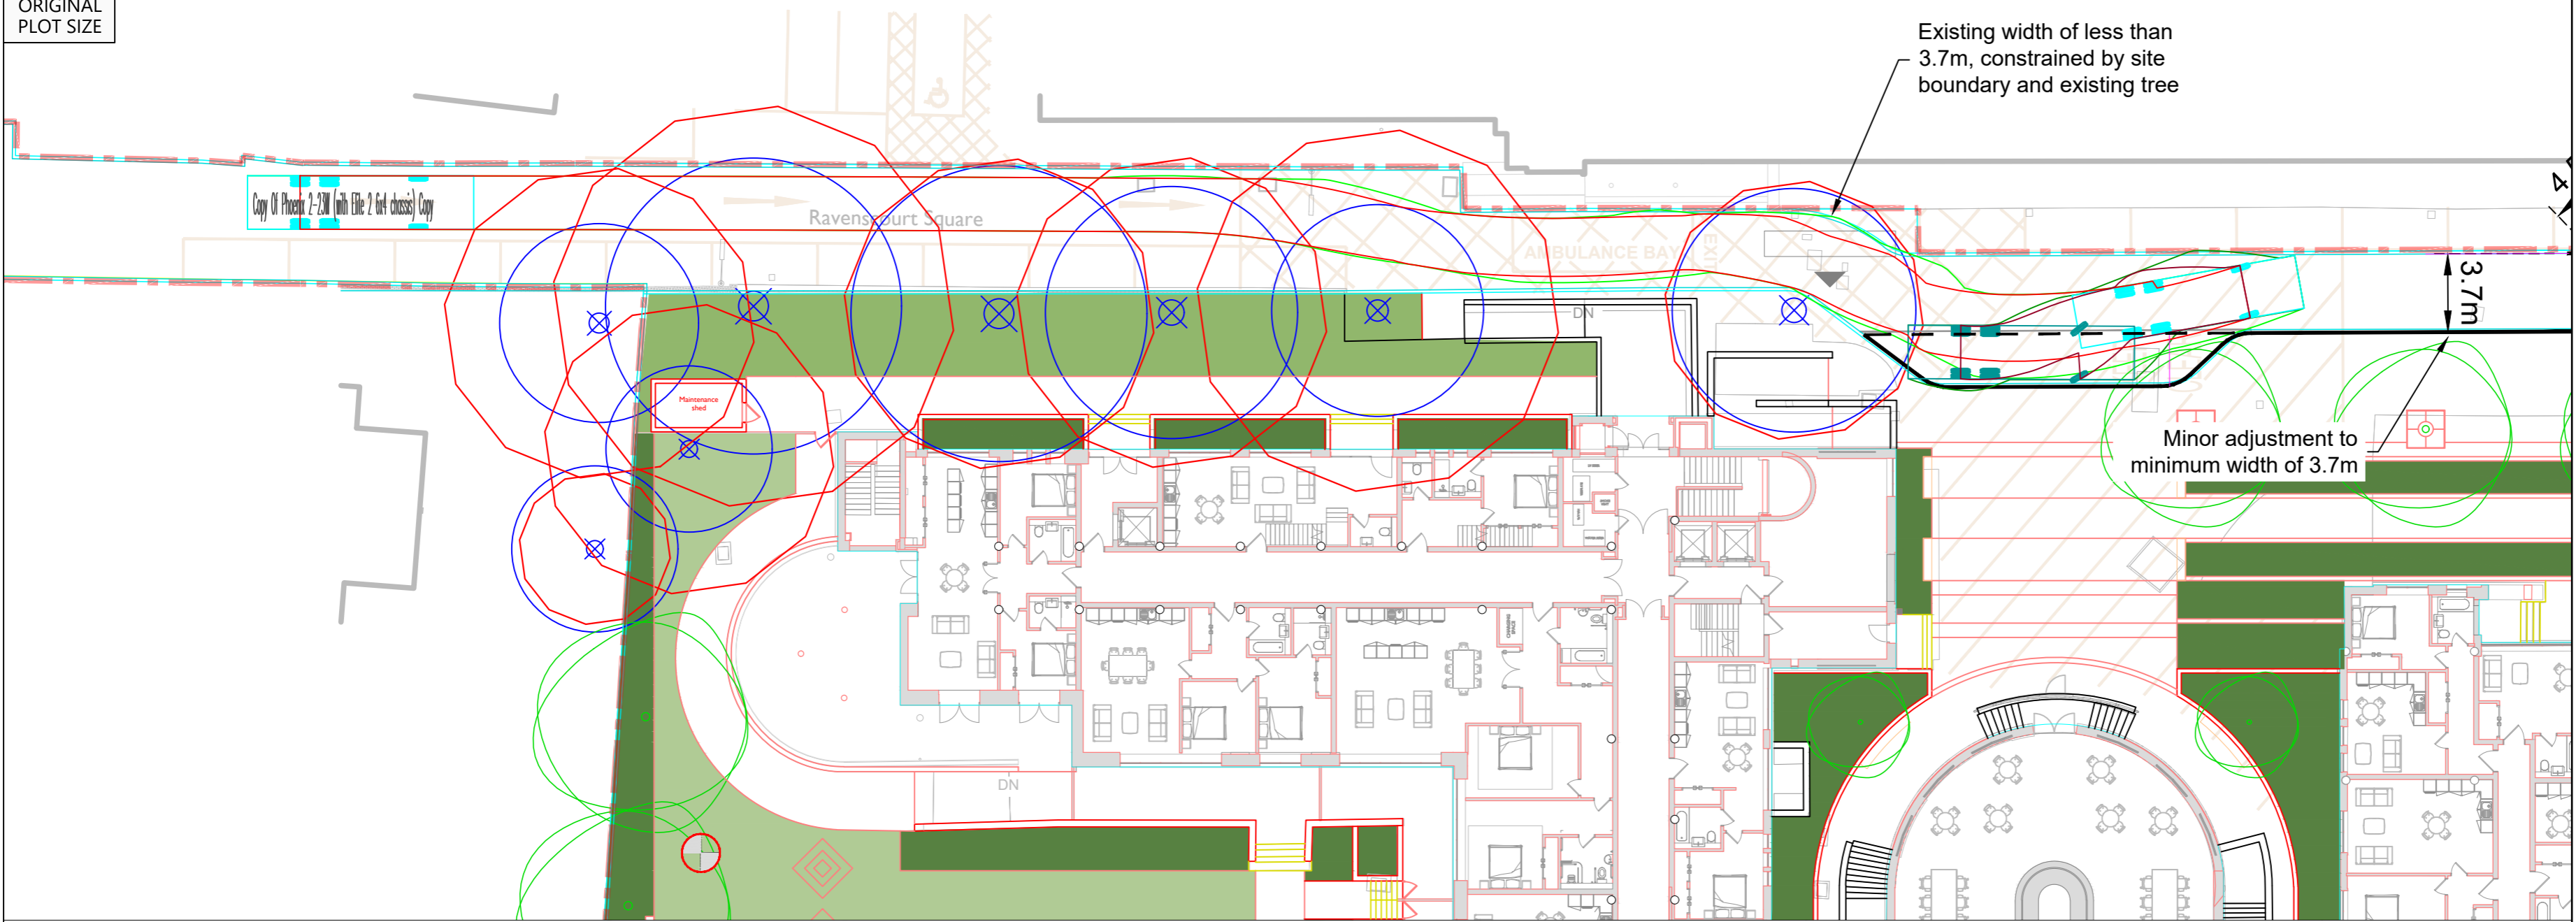 ORIGINAL
PLOT SIZE
Existing width of less than
3.7m, constrained by site
boundary and existing tree
Copy Of Phoenix 2-23W (with Elite 2 6x4 chassis) Copy
Ravenscourt Square
AMBULANCE BAY
EXIT
4
3.7m
DN
Maintenance
shed
Minor adjustment to
minimum width of 3.7m
DN